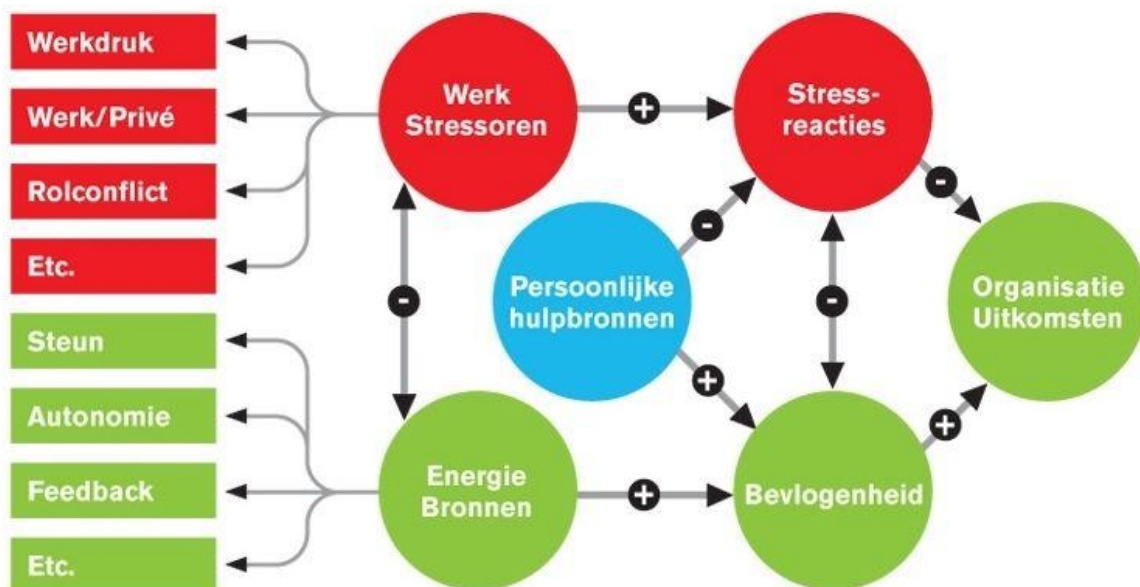 Werkdruk
Werk/Privé
Rolconflict
Etc.
Steun
Autonomie
Feedback
Etc.
Werk
Stressoren
+
Stress-
reacties
-
-
-
Persoonlijke
hulpbronnen
-
Organisatie
Uitkomsten
+
+
Energie
Bronnen
+
Bevlogenheid